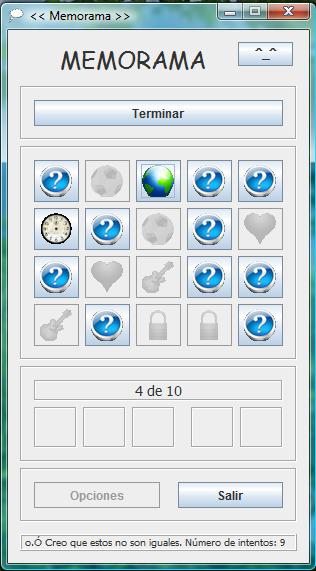 << Memorama >>
MEMORAMA
^_^
Terminar
? ? ?
? ?
? ? ?
? ?
4 de 10
Opciones Salir
o.Ó Creo que estos no son iguales. Número de intentos: 9